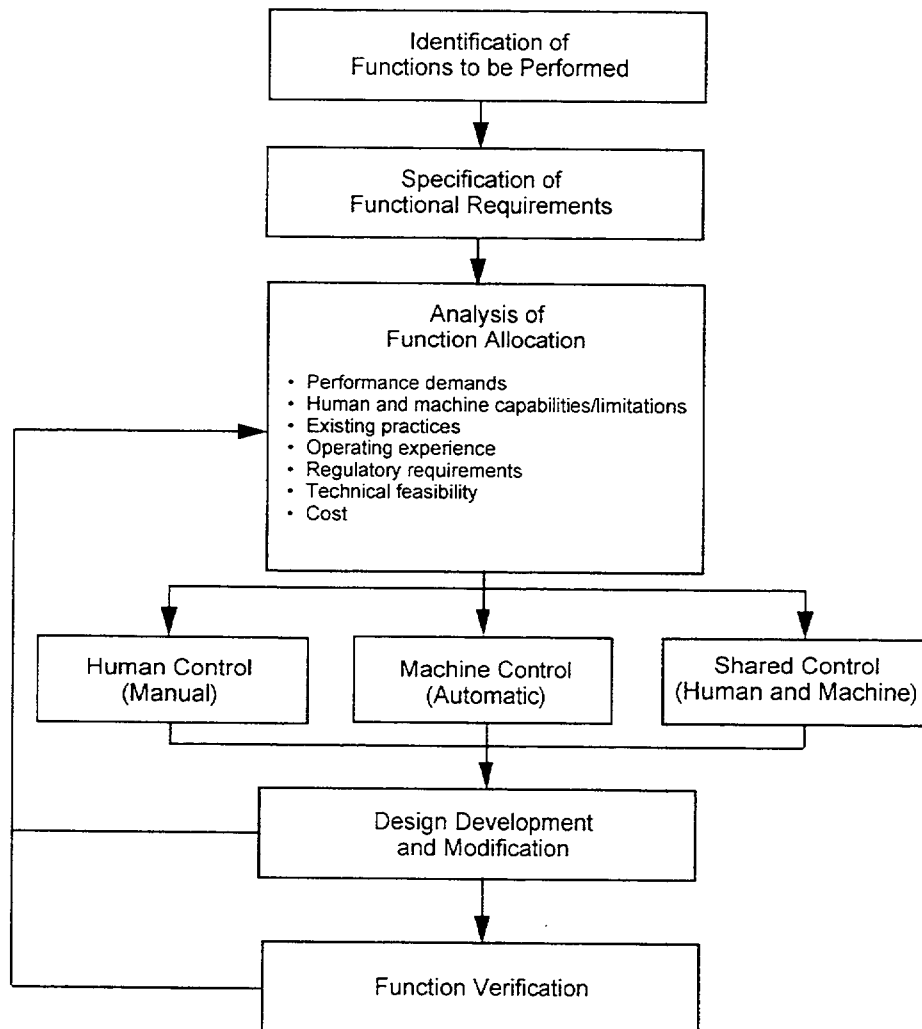 Identification of
Functions to be Performed
Specification of
Functional Requirements
Analysis of
Function Allocation
• Performance demands
• Human and machine capabilities/limitations
• Existing practices
• Operating experience
• Regulatory requirements
• Technical feasibility
• Cost
Human Control
(Manual)
Machine Control
(Automatic)
Shared Control
(Human and Machine)
Design Development
and Modification
Function Verification